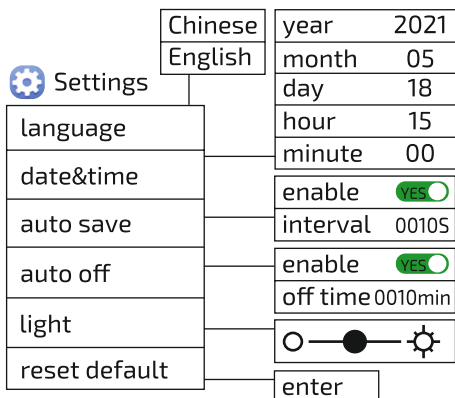 Chinese
English
Settings
language
date&time
auto save
auto off
light
reset default
year 2021
month 05
day 18
hour 15
minute 00
enable YES
interval 0010S
enable YES
off time 0010min
enter